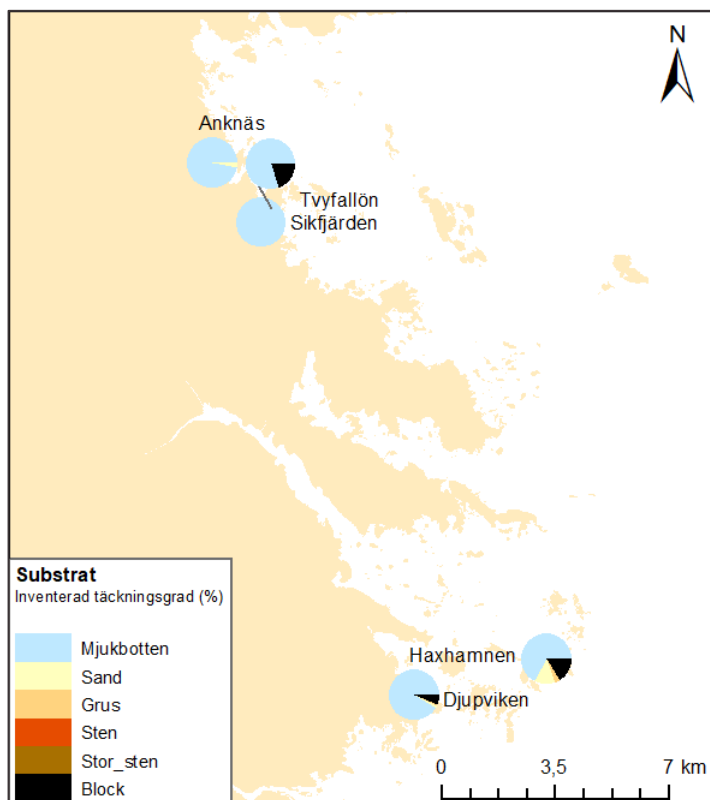 N
Anknäs
Tvyfallön
Sikfjärden
Haxhamnen
Djupviken
Substrat
Inventerad täckningsgrad (%)
Mjukbotten
Sand
Grus
Sten
Stor_sten
Block
0 3,5 7 km